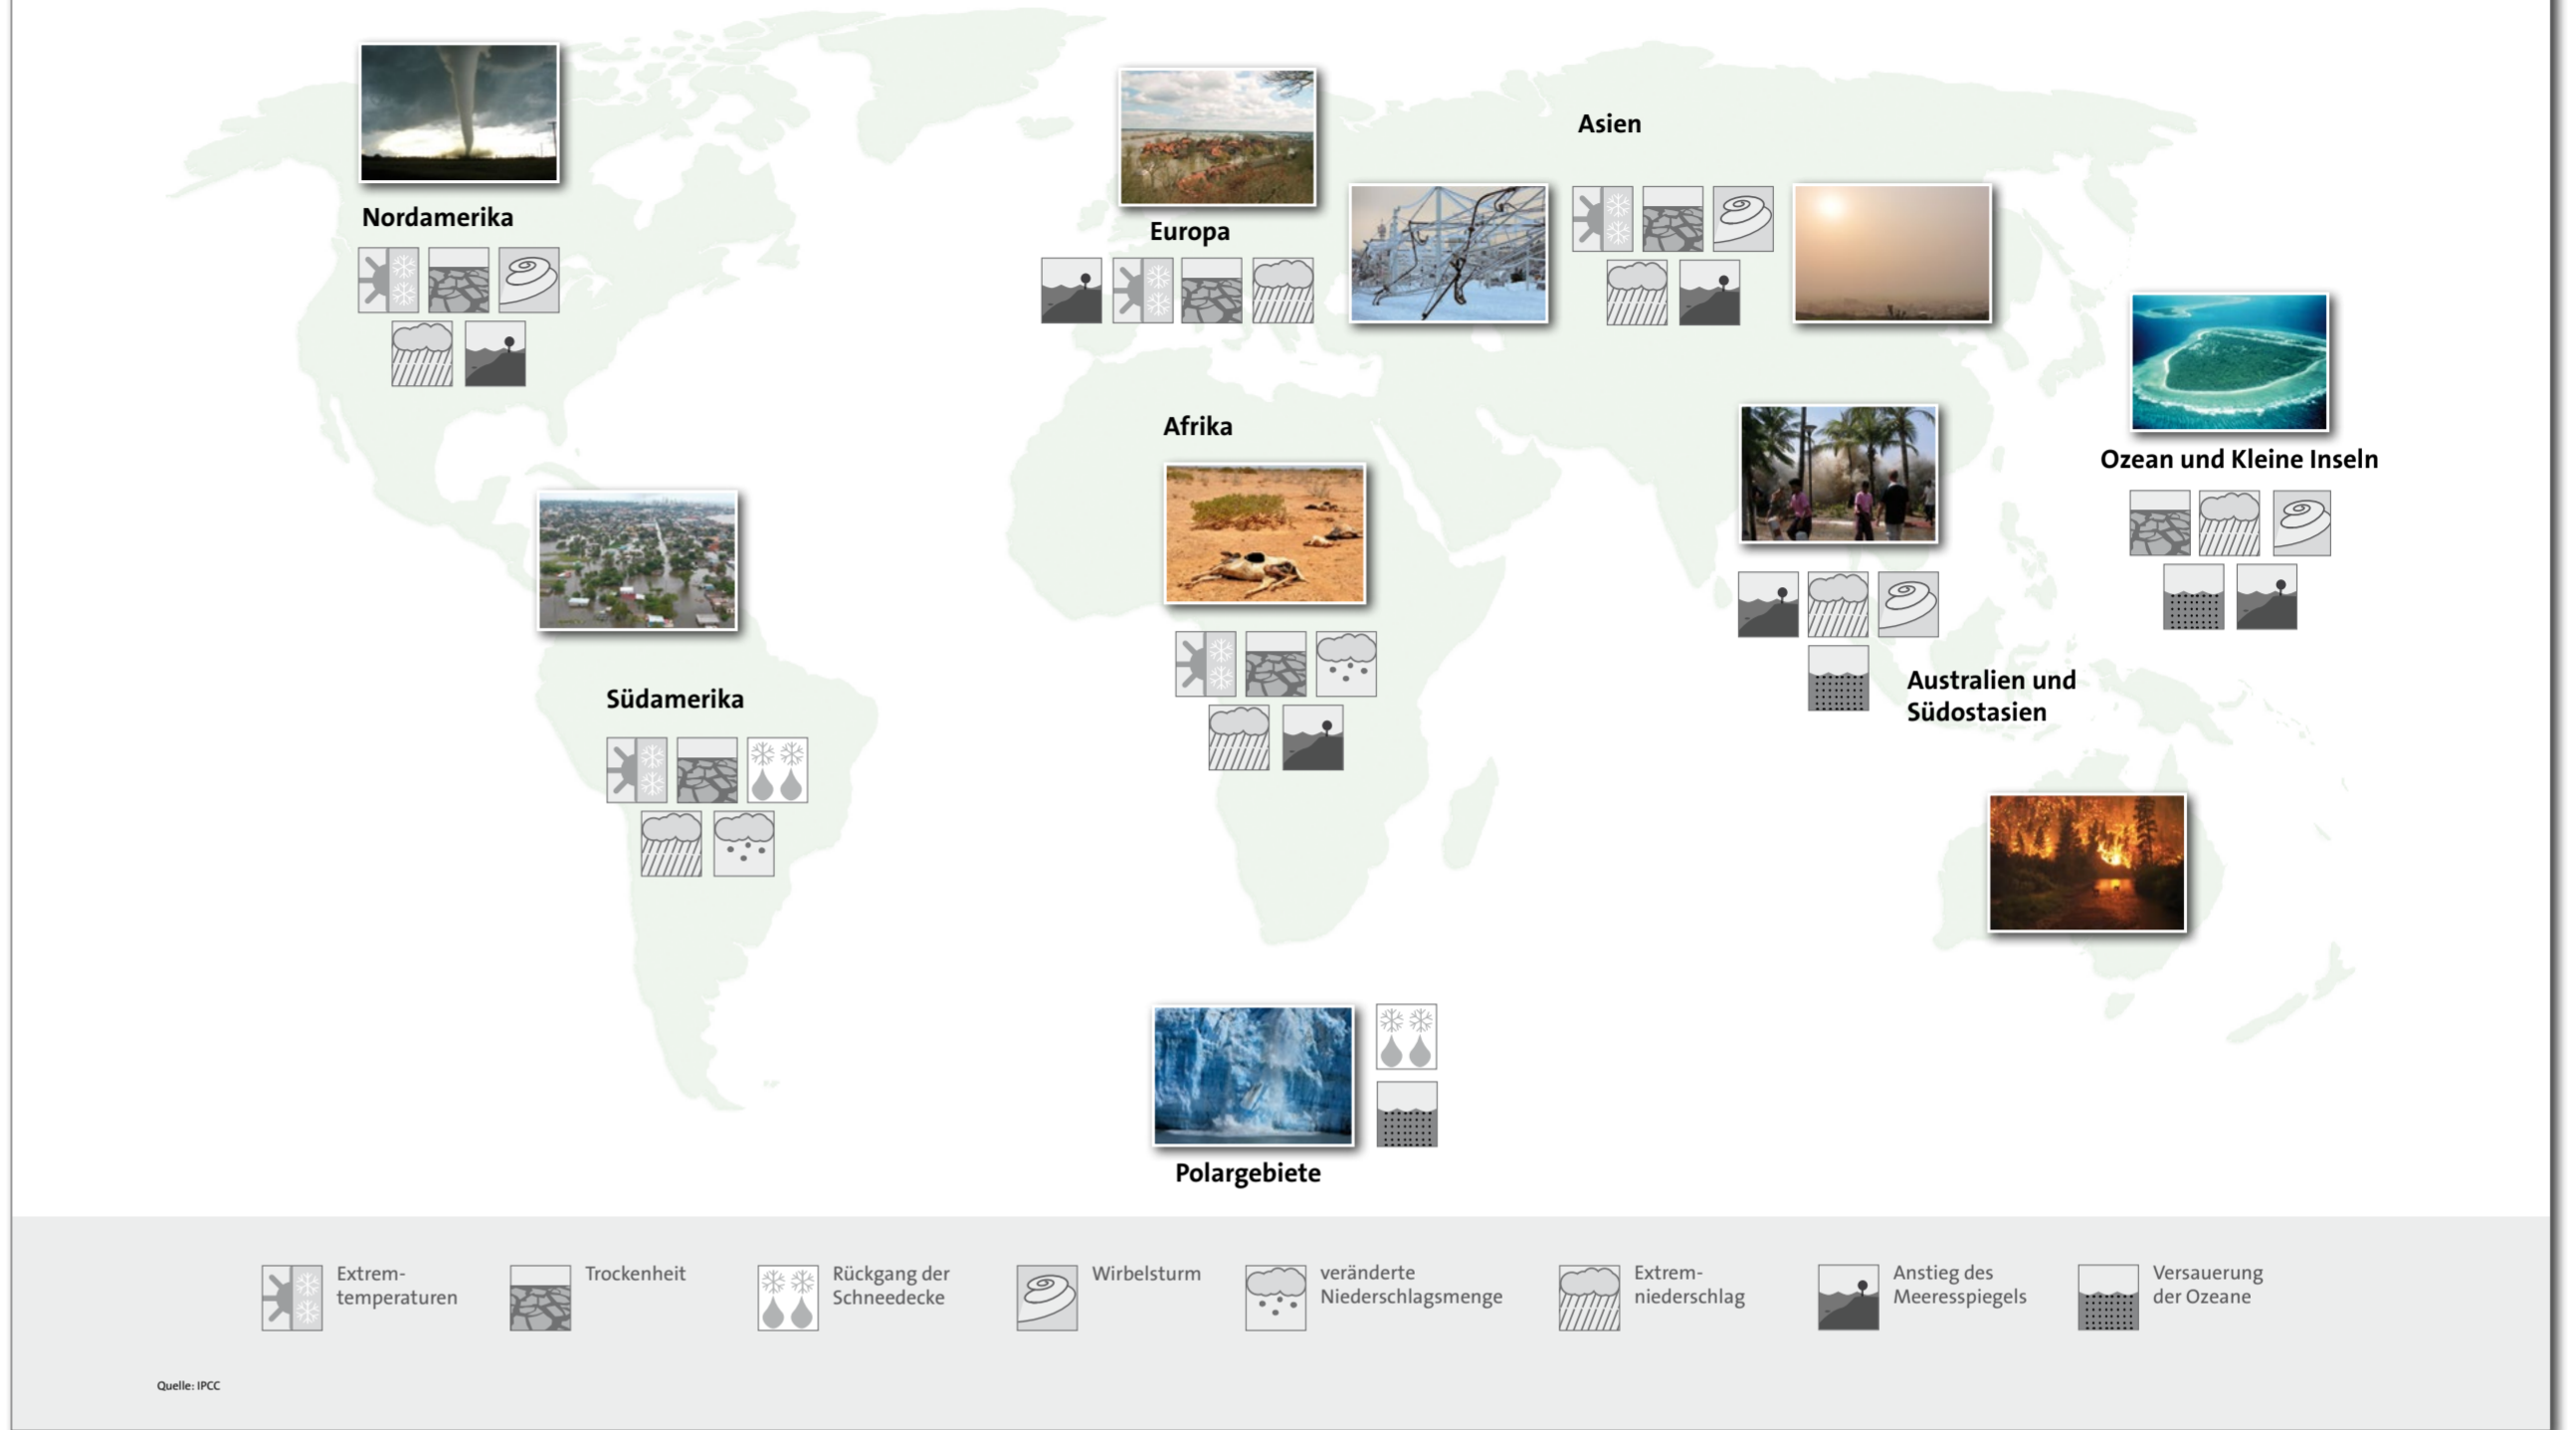 Nordamerika
Europa
Asien
Afrika
Ozean und Kleine Inseln
Südamerika
Australien und
Südostasien
Polargebiete
Extrem-
temperaturen
Trockenheit
Rückgang der
Schneedecke
Wirbelsturm
veränderte
Niederschlagsmenge
Extrem-
niederschlag
Anstieg des
Meeresspiegels
Versauerung
der Ozeane
Quelle: IPCC